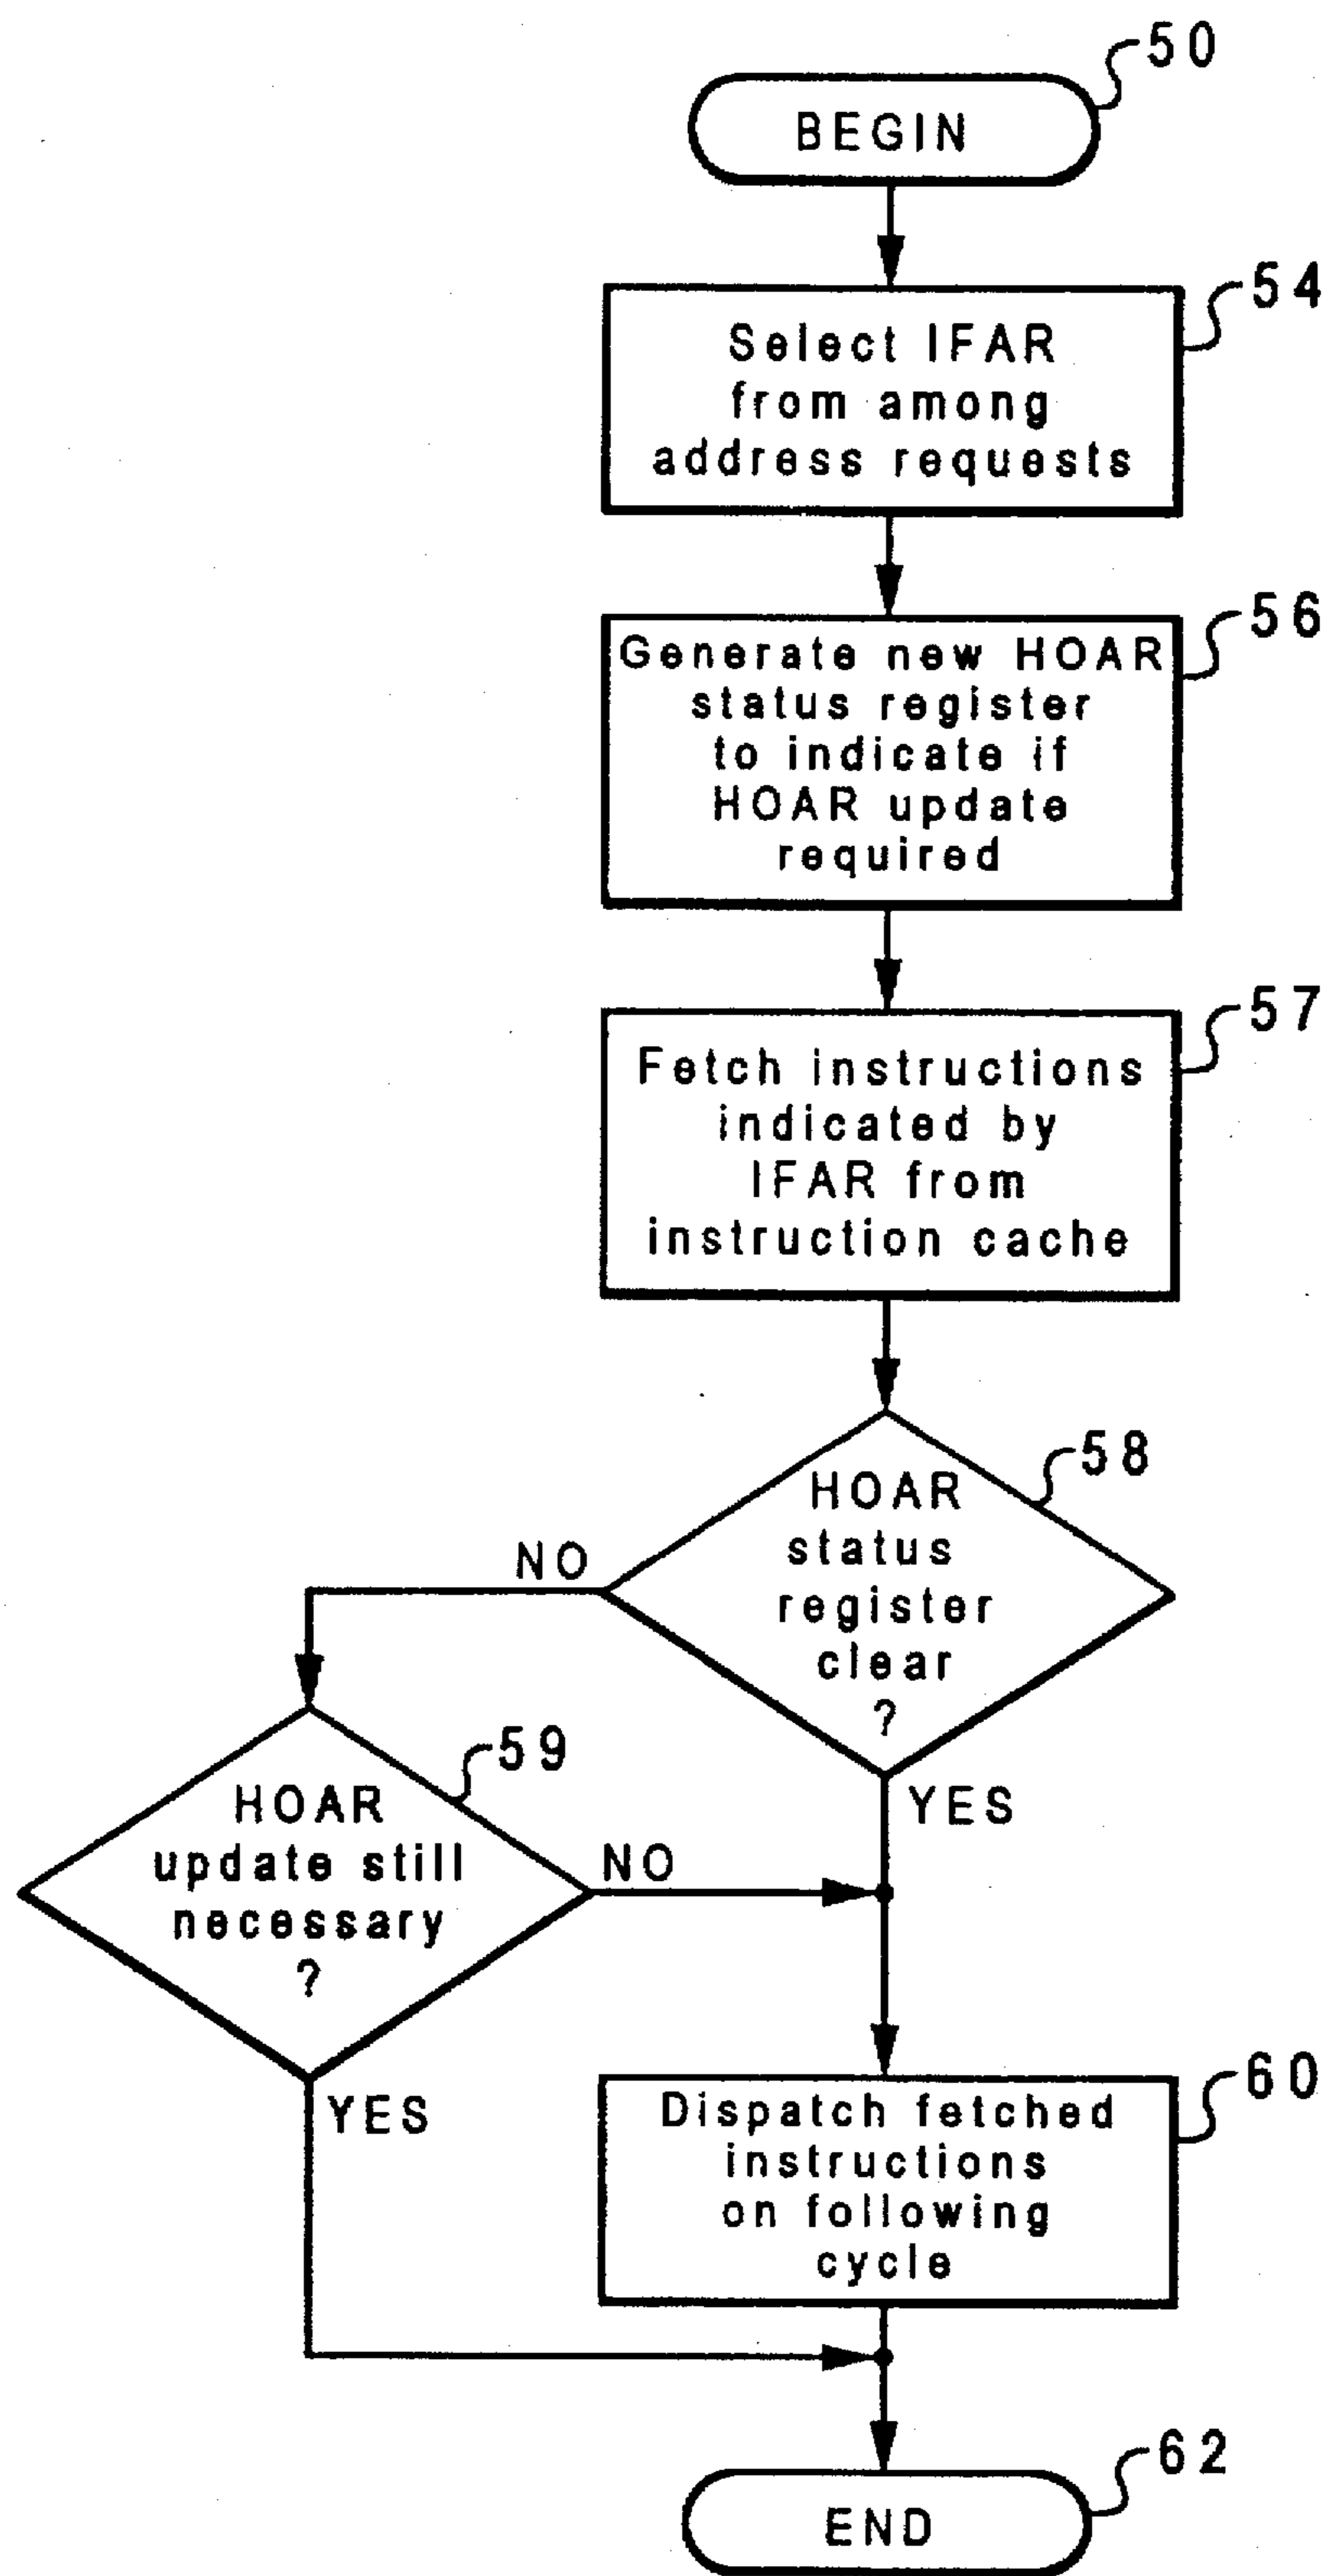 50
BEGIN
54
Select IFAR
from among
address requests
56
Generate new HOAR
status register
to indicate if
HOAR update
required
57
Fetch instructions
indicated by
IFAR from
instruction cache
58
HOAR
status
register
clear
?
NO
YES
59
HOAR
update still
necessary
?
NO
YES
60
Dispatch fetched
instructions
on following
cycle
62
END